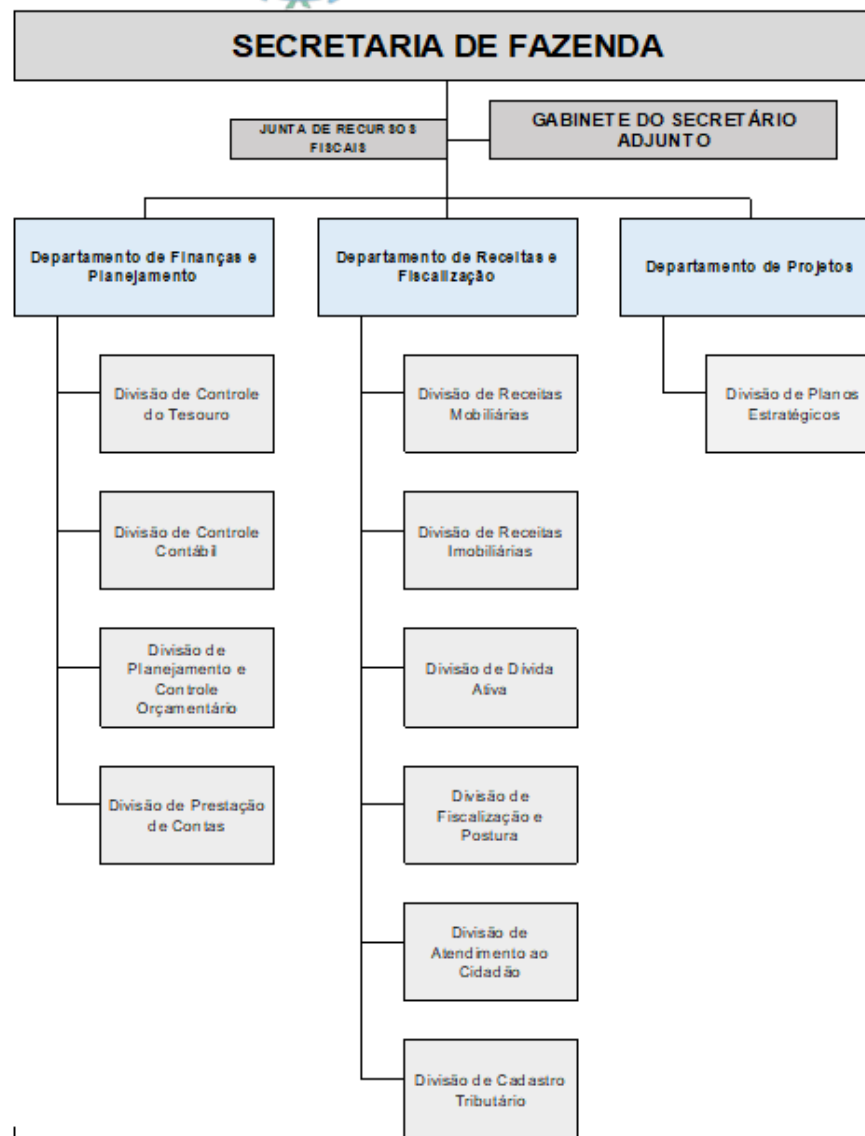 SECRETARIA DE FAZENDA
JUNTA DE RECURSOS
FISCAIS
GABINETE DO SECRETÁRIO
ADJUNTO
Departamento de Finanças e
Planejamento
Departamento de Receitas e
Fiscalização
Departamento de Projetos
Divisão de Controle
do Tesouro
Divisão de Controle
Contábil
Divisão de
Planejamento e
Controle
Orçamentário
Divisão de Prestação
de Contas
Divisão de Receitas
Mobiliárias
Divisão de Receitas
Imobiliárias
Divisão de Dívida
Ativa
Divisão de
Fiscalização e
Postura
Divisão de
Atendimento ao
Cidadão
Divisão de Cadastro
Tributário
Divisão de Planos
Estratégicos